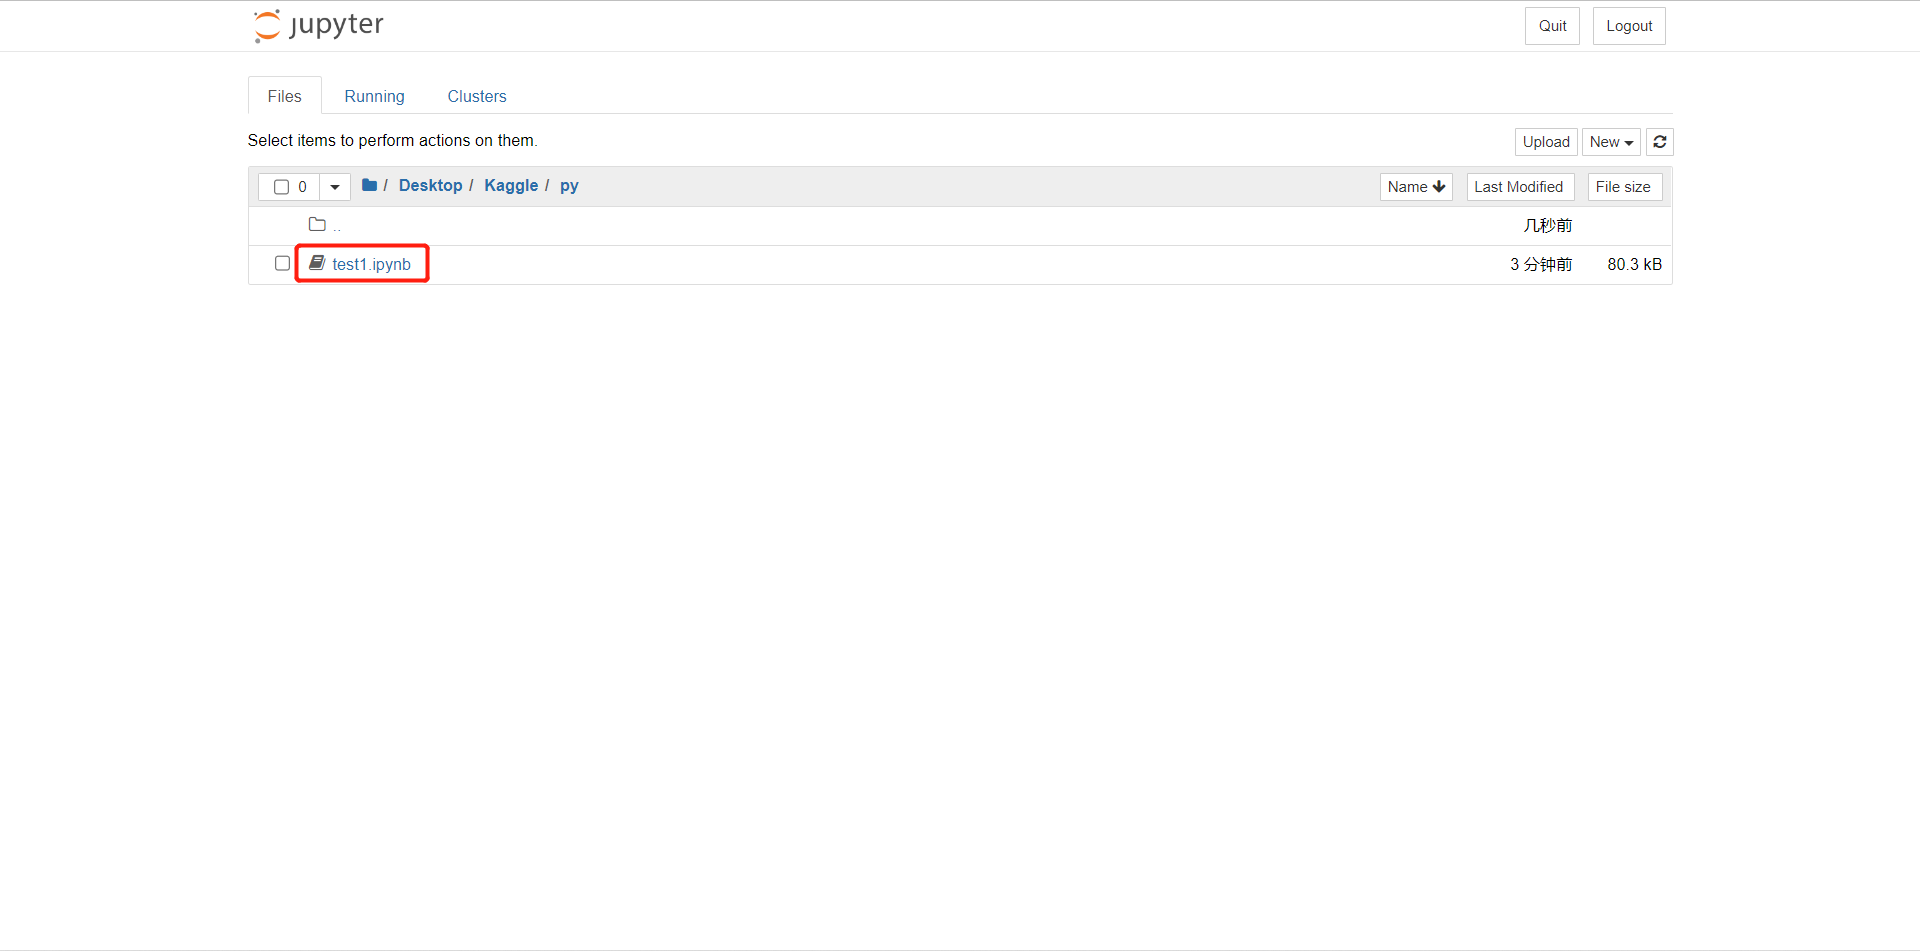 jupyter Quit Logout
Files Running Clusters
Select items to perform actions on them. Upload New
0 / Desktop / Kaggle / py Name Last Modified File size
.. 几秒前
test1.ipynb 3 分钟前 80.3 kB